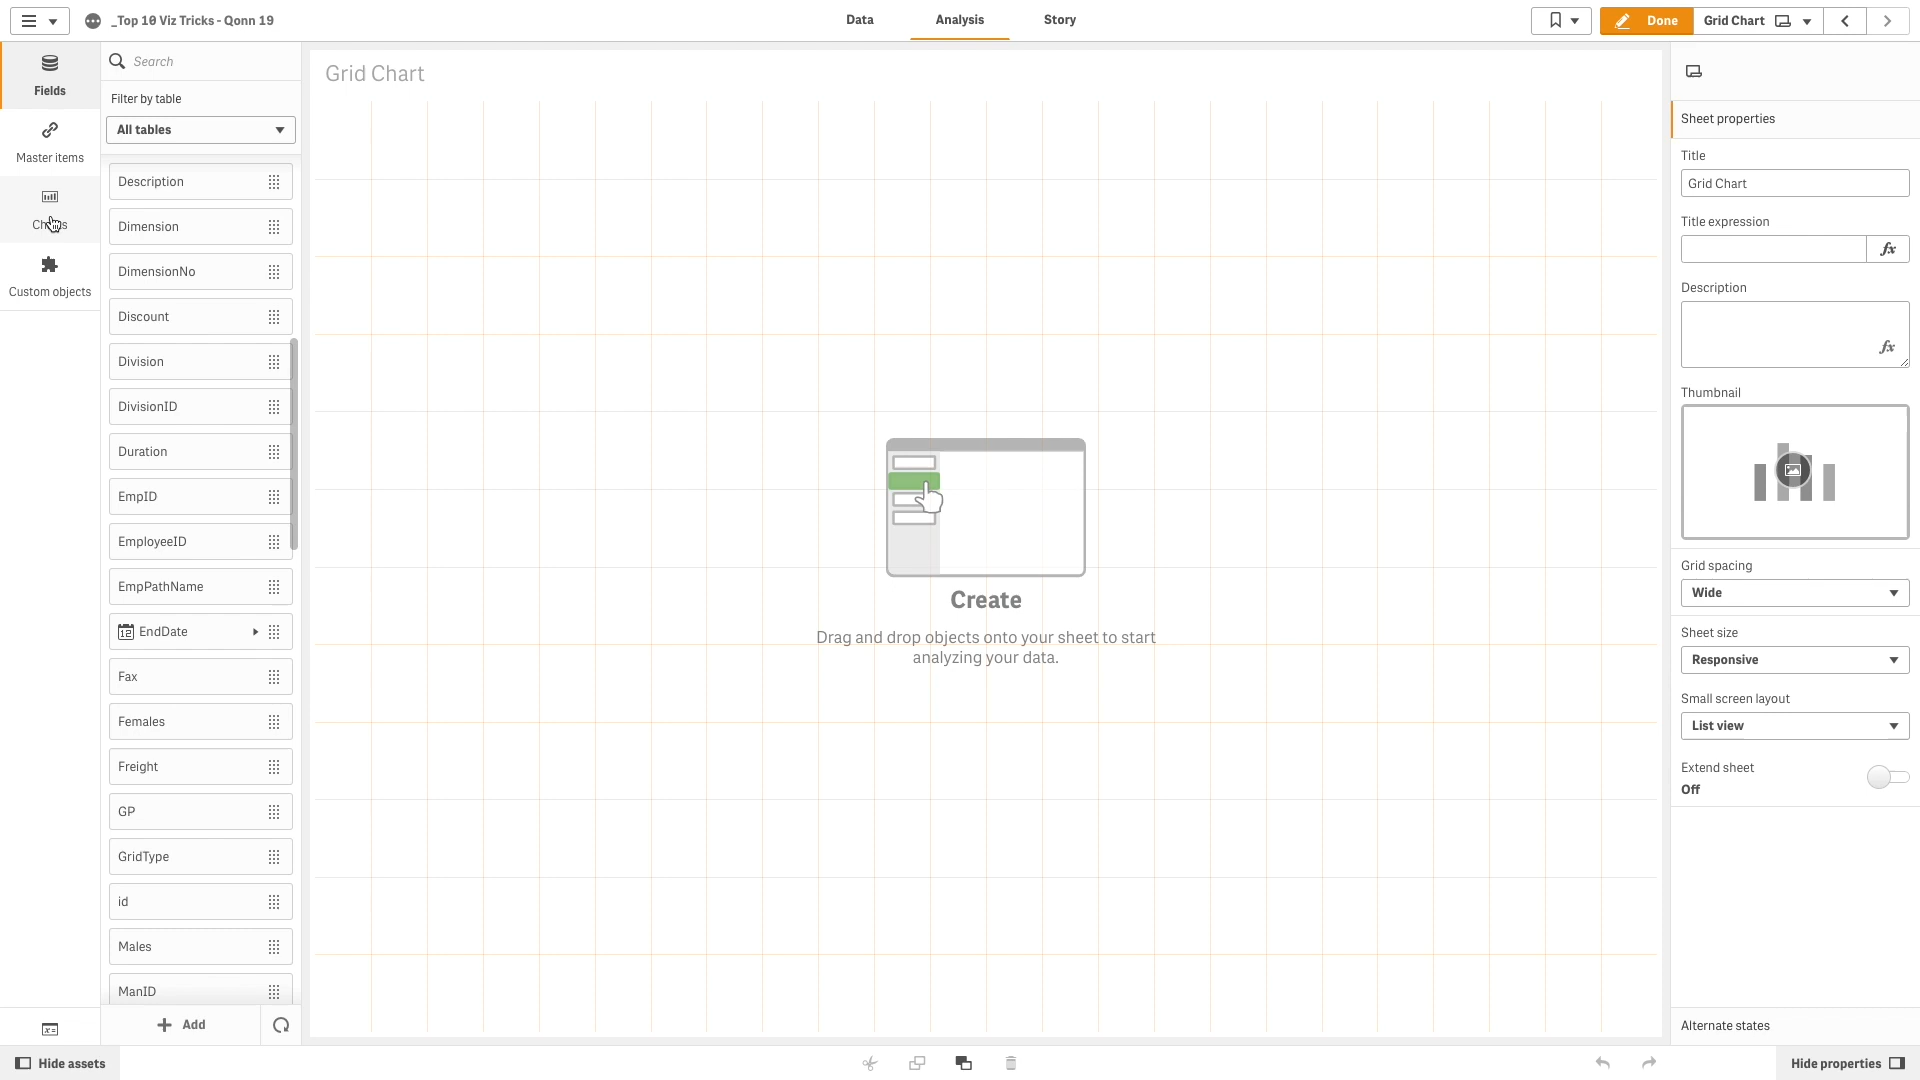 _Top 10 Viz Tricks - Qonn 19
Data
Analysis
Story
Done
Grid Chart
Fields
Master items
Custom objects
Search
Filter by table
All tables
Description
Dimension
DimensionNo
Discount
Division
DivisionID
Duration
EmpID
EmployeeID
EmpPathName
12 EndDate
Fax
Females
Freight
GP
GridType
id
Males
ManID
Add
Grid Chart
Create
Drag and drop objects onto your sheet to start
analyzing your data.
Sheet properties
Title
Grid Chart
Title expression
fx
Description
fx
Thumbnail
Grid spacing
Wide
Sheet size
Responsive
Small screen layout
List view
Extend sheet
Off
Alternate states
Hide assets
Hide properties